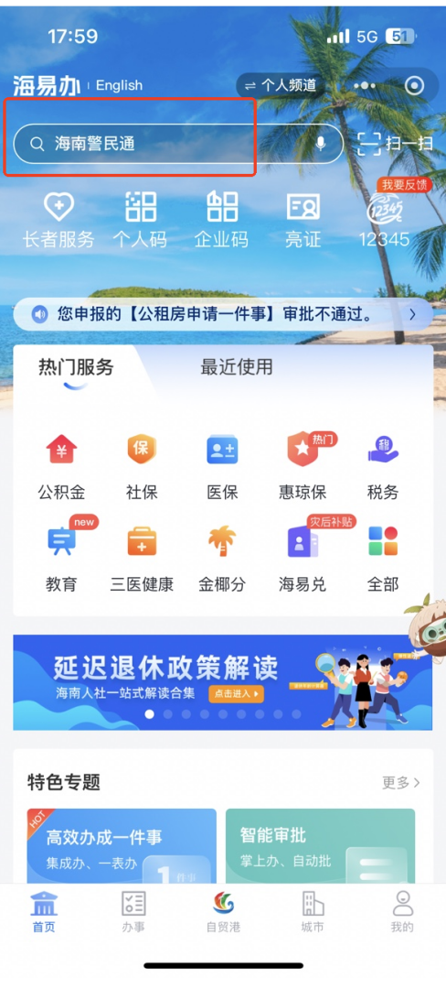 17:59
5G 51
海易办 English
个人频道
海南警民通
扫一扫
我要反馈
12345
长者服务 个人码 企业码 亮证 12345
您申报的【公租房申请一件事】审批不通过。
热门服务 最近使用
¥ 保 热门 税
公积金 社保 医保 惠琼保 税务
new 灾后补贴
教育 三医健康 金椰分 海易兑 全部
延迟退休政策解读
海南人社一站式解读合集 点击进入
特色专题 更多
HOT
高效办成一件事
集成办、一表办
1件事
智能审批
掌上办、自动批
首页 办事 自贸港 城市 我的